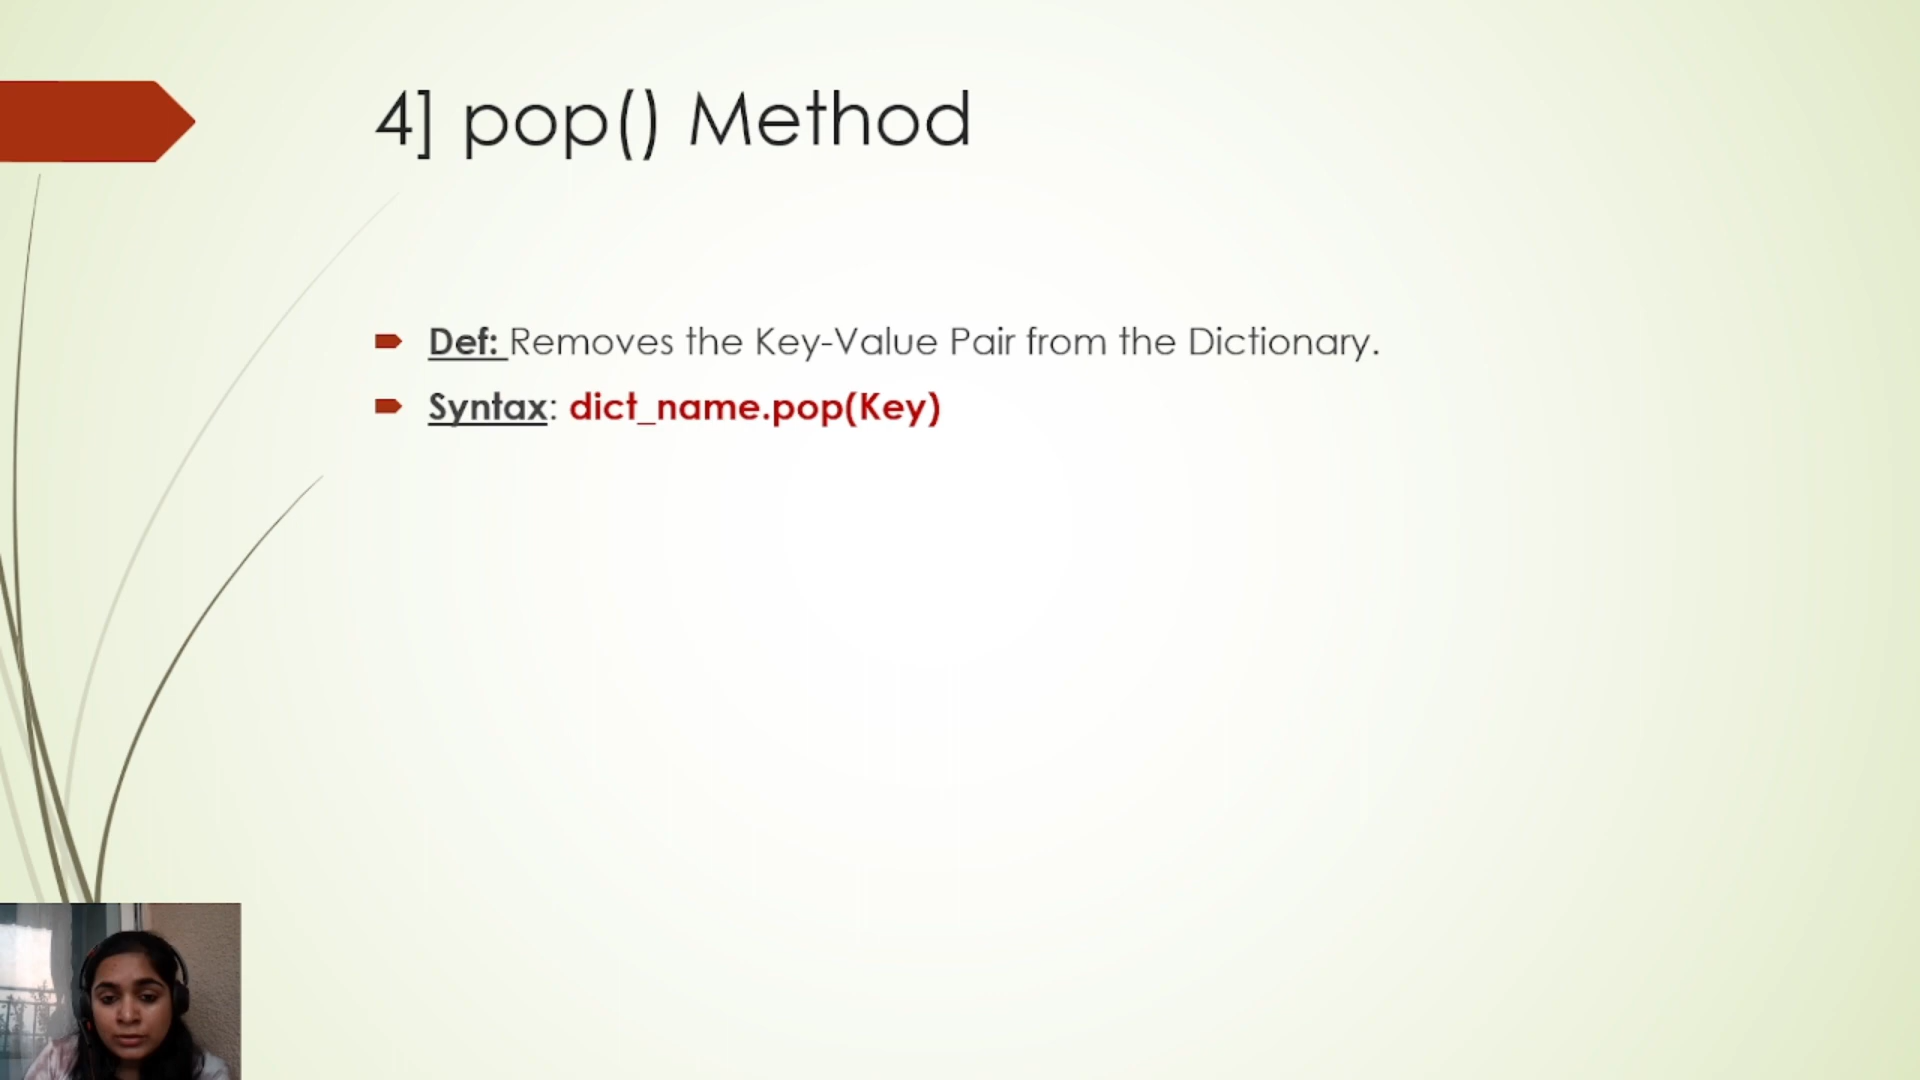 4] pop() Method
Def: Removes the Key-Value Pair from the Dictionary.
Syntax: dict_name.pop(Key)